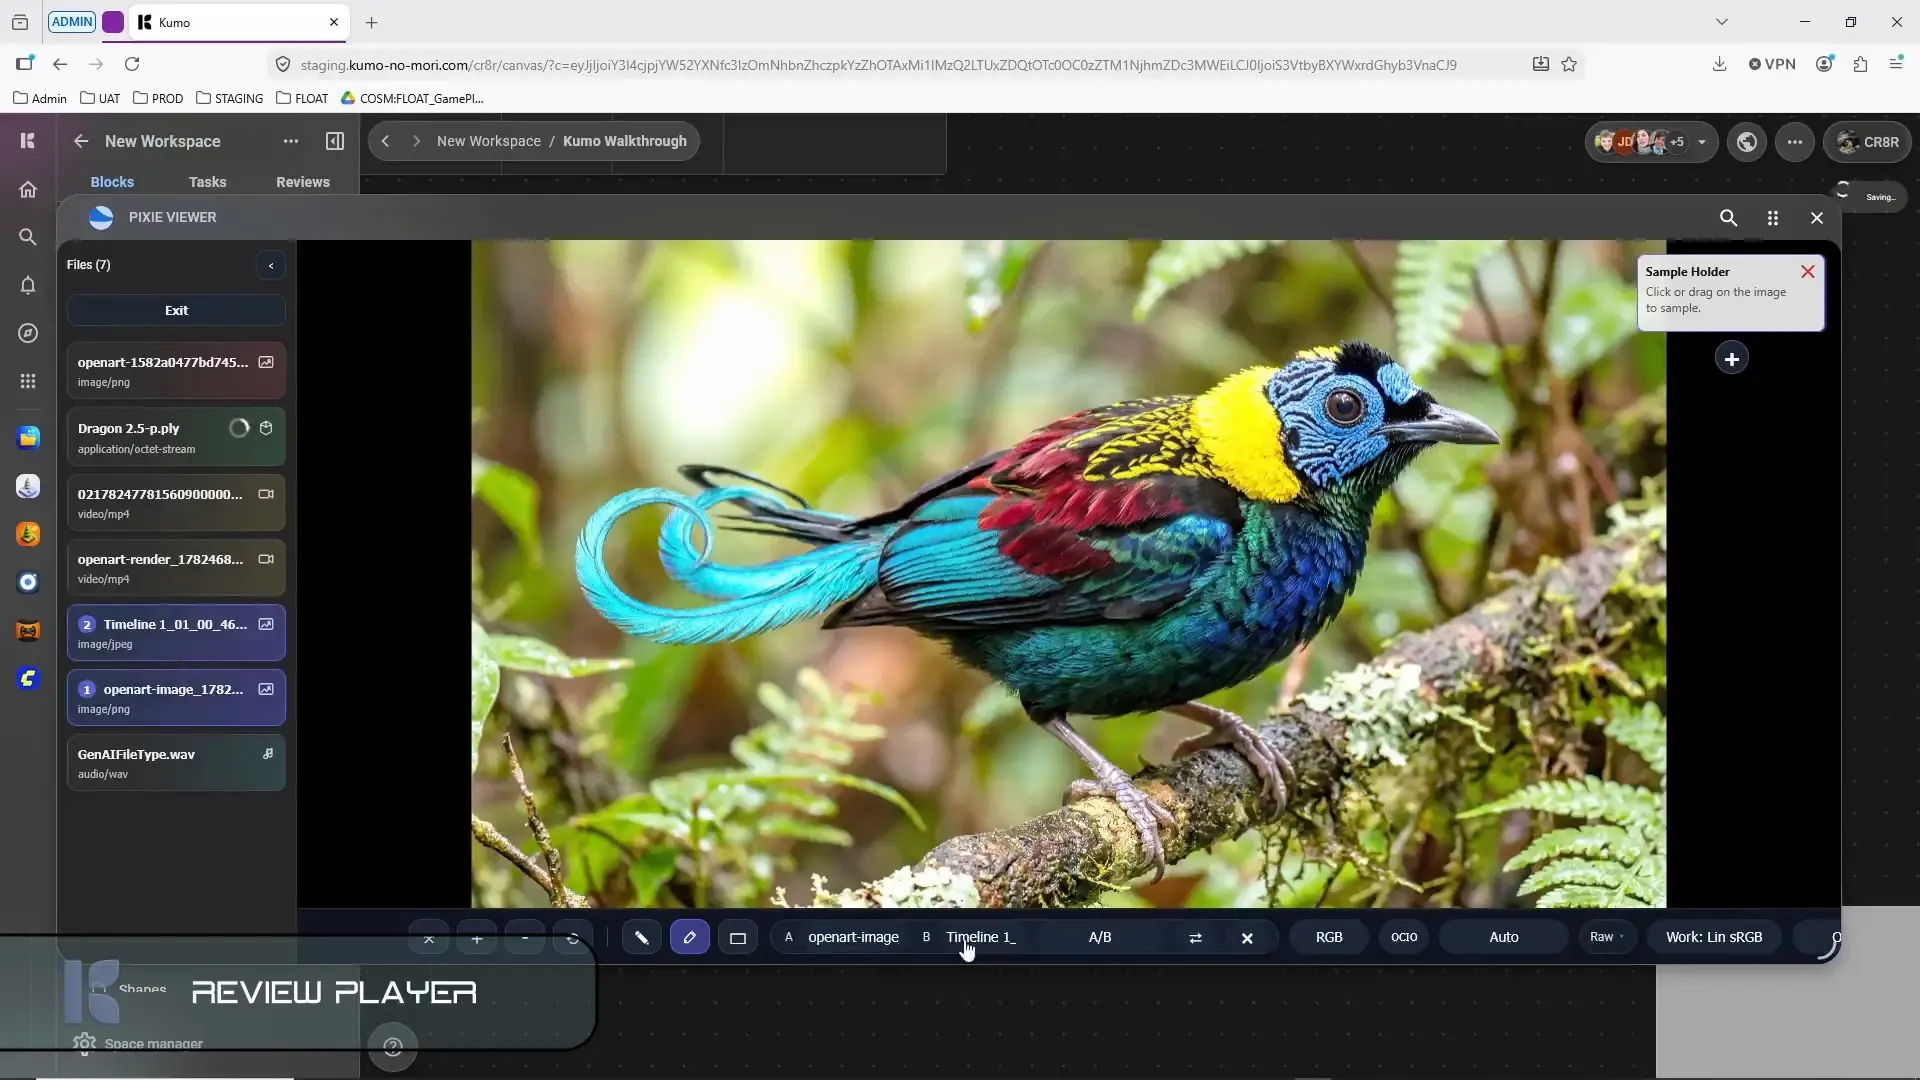 ADMIN
Kumo
staging.kumo-no-mori.com/cr8r/canvas/?c=
VPN
Admin
UAT
PROD
STAGING
FLOAT
COSM:FLOAT_GamePl...
New Workspace
New Workspace / Kumo Walkthrough
JD
+5
CR8R
Blocks
Tasks
Reviews
Saving...
PIXIE VIEWER
Files (7)
Exit
openart-1582a0477bd745...
image/png
Dragon 2.5-p.ply
application/octet-stream
02178247781560900000...
video/mp4
openart-render_1782468...
video/mp4
2 Timeline 1_01_00_46...
image/jpeg
1 openart-image_1782...
image/png
GenAIFileType.wav
audio/wav
Sample Holder
Click or drag on the image
to sample.
A openart-image B Timeline 1_ A/B
RGB
OCIO
Auto
Raw
Work: Lin sRGB
Shapes
REVIEW PLAYER
Space manager